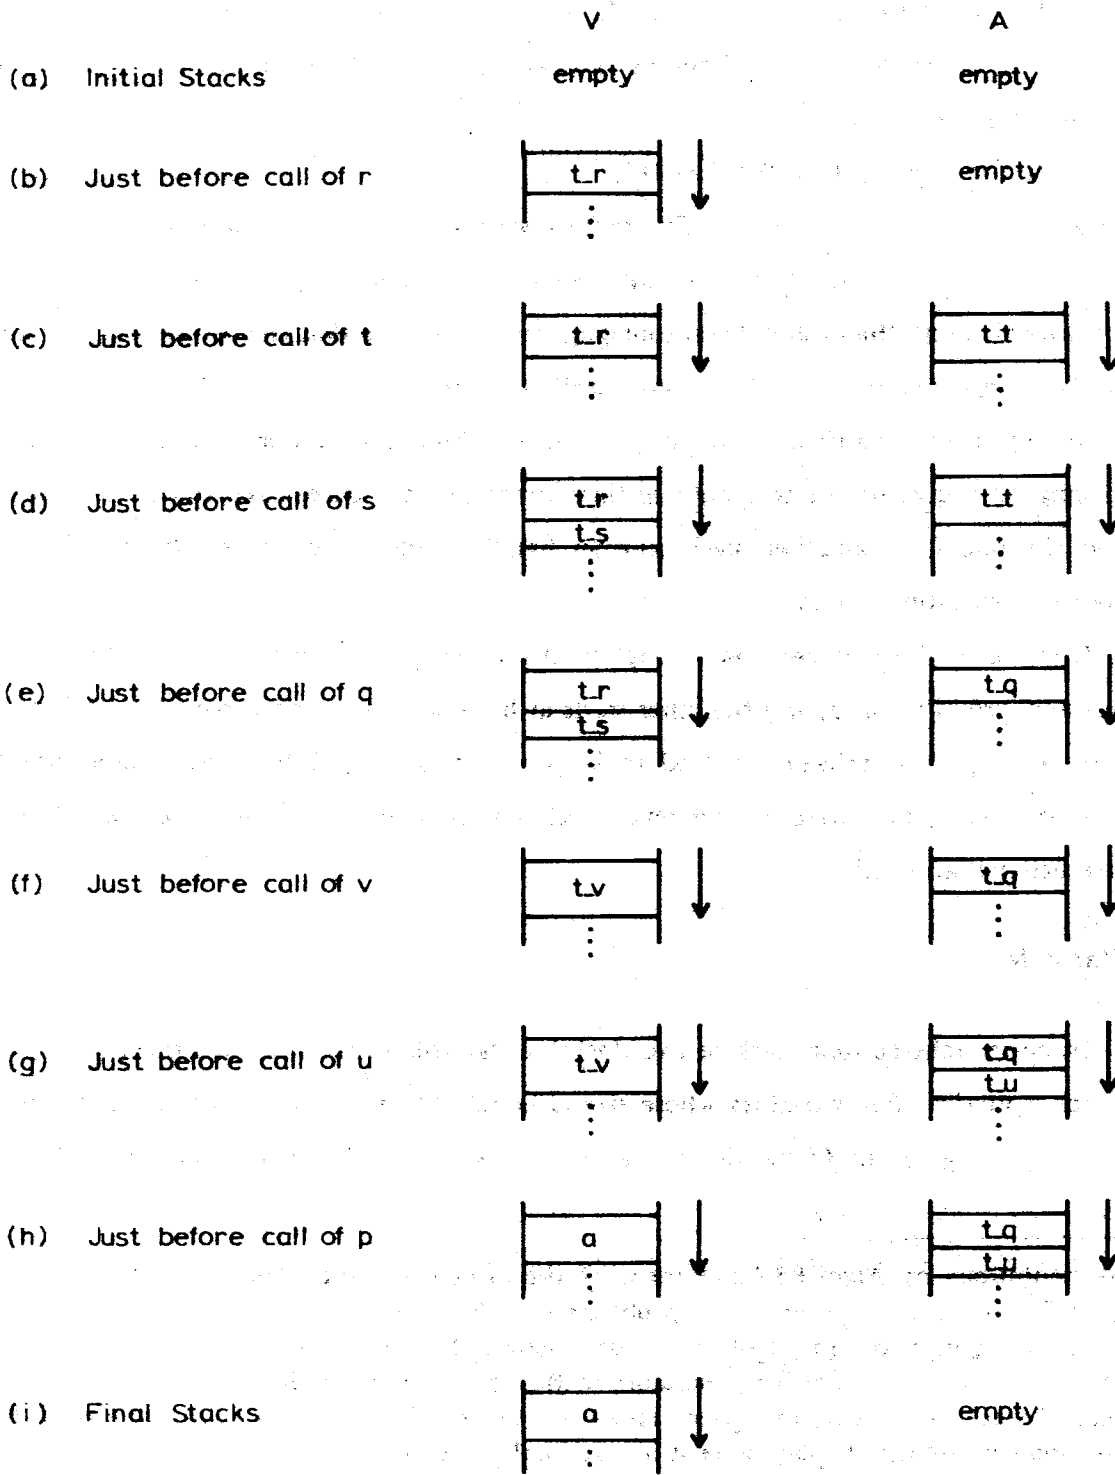 V A
(a) Initial Stacks empty empty
(b) Just before call of r t_r empty
(c) Just before call of t t_r t_t
(d) Just before call of s t_r t_t
t_s
(e) Just before call of q t_r t_q
t_s
(f) Just before call of v t_v t_q
(g) Just before call of u t_v t_q
t_u
(h) Just before call of p a t_q
t_u
(i) Final Stacks a empty